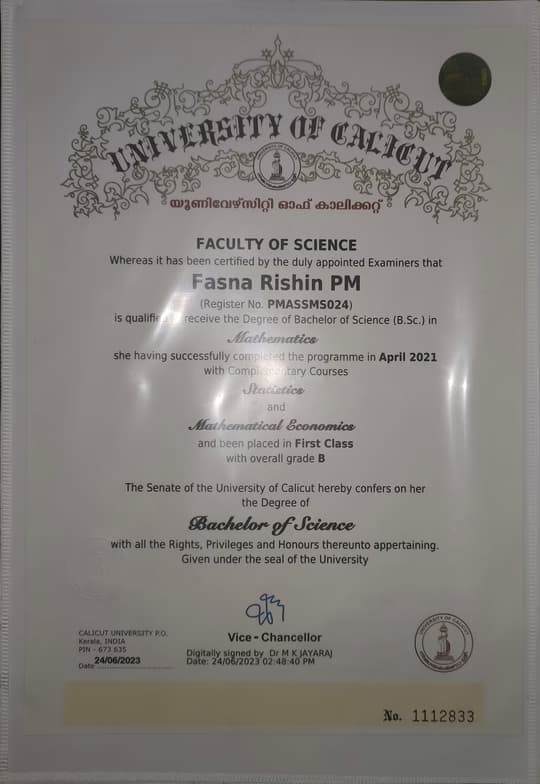 UNIVERSITY OF CALICUT
യൂണിവേഴ്സിറ്റി ഓഫ് കാലിക്കറ്റ്
FACULTY OF SCIENCE
Whereas it has been certified by the duly appointed Examiners that
Fasna Rishin PM
(Register No. PMASSMS024)
is receive the Degree of Bachelor of Science (B.Sc.) in
Mathematics
she having successfully completed the programme in April 2021
with Complementary Courses
Statistics
and
Mathematical Economics
and been placed in First Class
with overall grade B
The Senate of the University of Calicut hereby confers on her
the Degree of
Bachelor of Science
with all the Rights, Privileges and Honours thereunto appertaining.
Given under the seal of the University
Vice - Chancellor
Digitally signed by Dr M K JAYARAJ
Date: 24/06/2023 02:48:40 PM
CALICUT UNIVERSITY P.O.
Kerala, INDIA
PIN - 673 635
Date 24/06/2023
UNIVERSITY OF CALICUT
No. 1112833